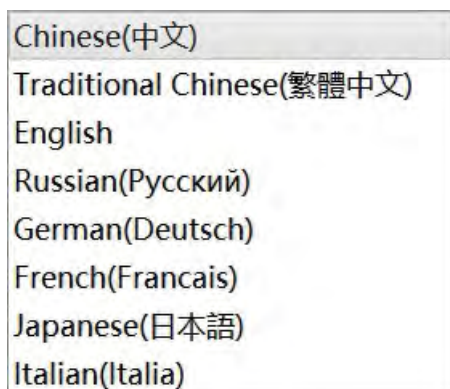 Chinese(中文)
Traditional Chinese(繁體中文)
English
Russian(Русский)
German(Deutsch)
French(Francais)
Japanese(日本語)
Italian(Italia)